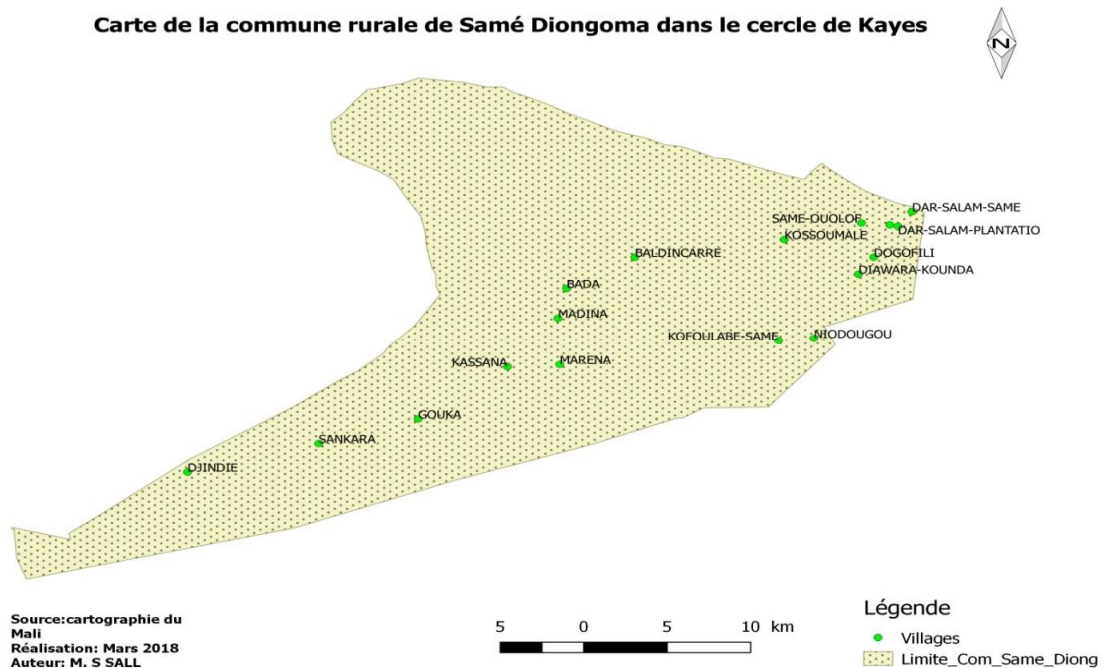 Carte de la commune rurale de Samé Diongoma dans le cercle de Kayes
N
DAR-SALAM-SAME
SAME-OUOLOF
DAR-SALAM-PLANTATIO
KOSSOUMALE
DOGOFILI
BALDINCARRE
DIAWARA-KOUNDA
BADA
MADINA
KOFOULABE-SAME
NIODOUGOU
KASSANA
MARENA
GOUKA
SANKARA
DJINDIE
Source:cartographie du
Mali
Réalisation: Mars 2018
Auteur: M. S SALL
5 0 5 10 km
Légende
Villages
Limite_Com_Same_Diong